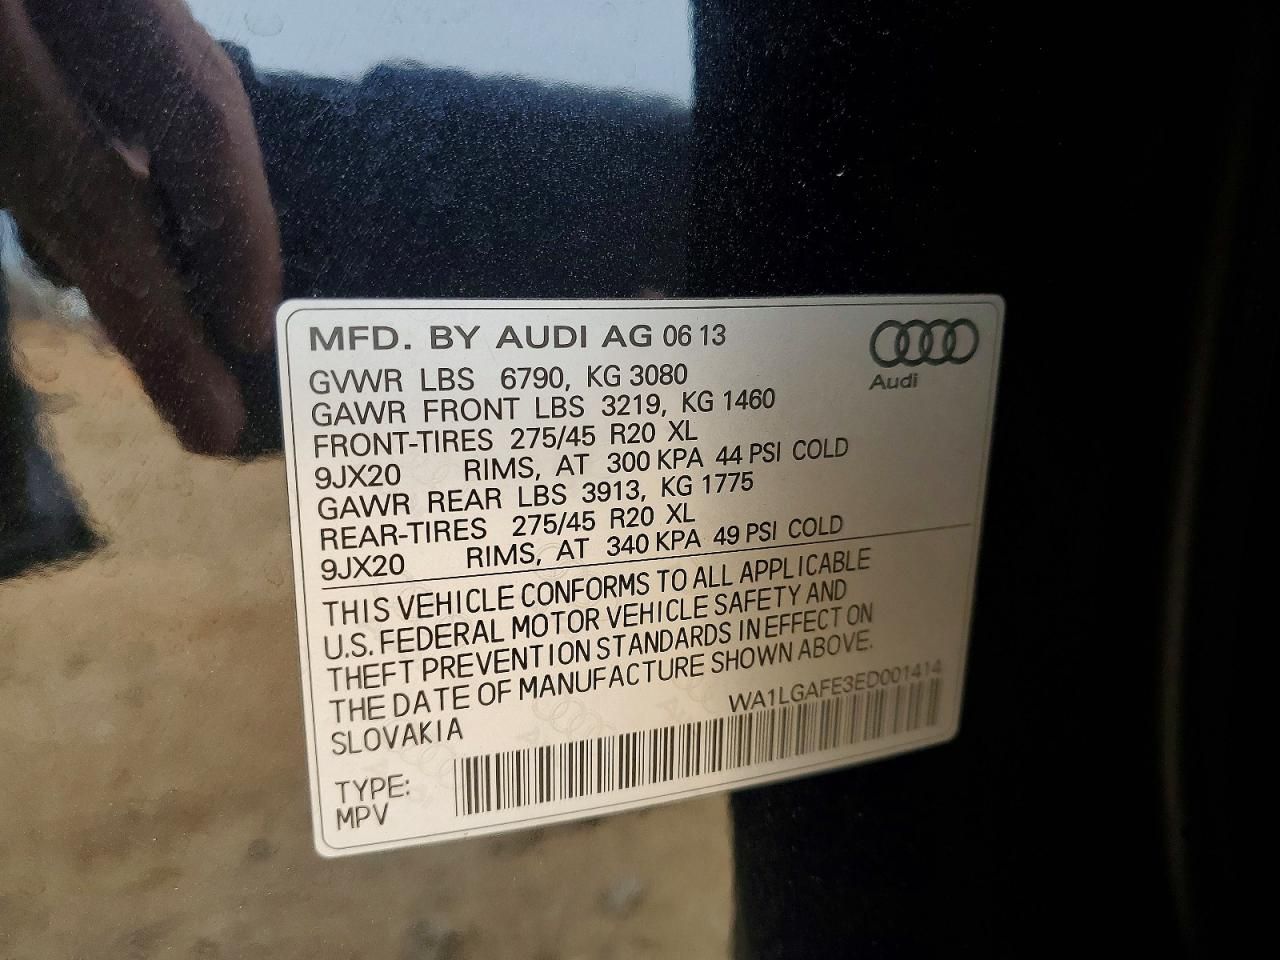 MFD. BY AUDI AG 06 13
Audi
GVWR LBS 6790, KG 3080
GAWR FRONT LBS 3219, KG 1460
FRONT-TIRES 275/45 R20 XL
9JX20 RIMS, AT 300 KPA 44 PSI COLD
GAWR REAR LBS 3913, KG 1775
REAR-TIRES 275/45 R20 XL
9JX20 RIMS, AT 340 KPA 49 PSI COLD
THIS VEHICLE CONFORMS TO ALL APPLICABLE
U.S. FEDERAL MOTOR VEHICLE SAFETY AND
THEFT PREVENTION STANDARDS IN EFFECT ON
THE DATE OF MANUFACTURE SHOWN ABOVE.
SLOVAKIA
WA1LGAFE3ED001414
TYPE:
MPV